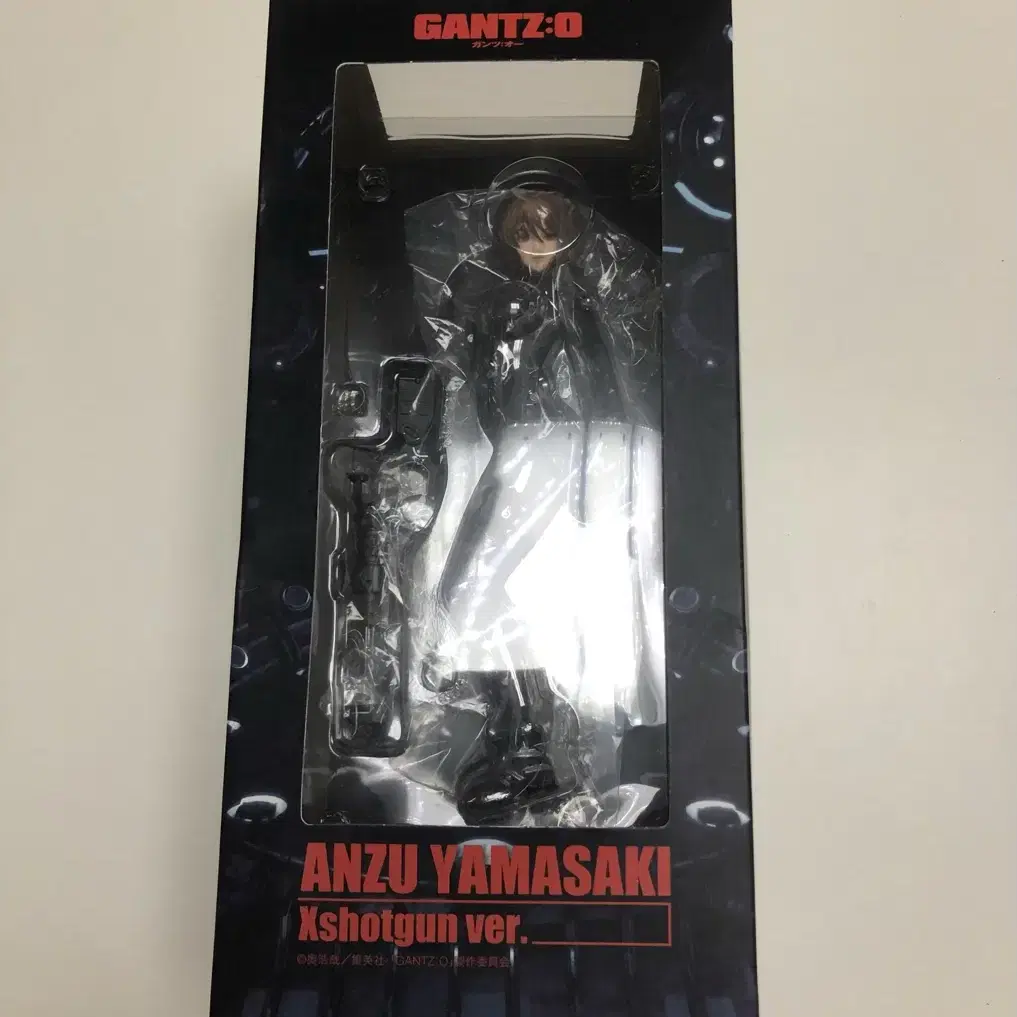 GANTZ:O
ガンツ:オー
ANZU YAMASAKI
Xshotgun ver.
©奥浩哉/集英社・「GANTZ:O」製作委員会